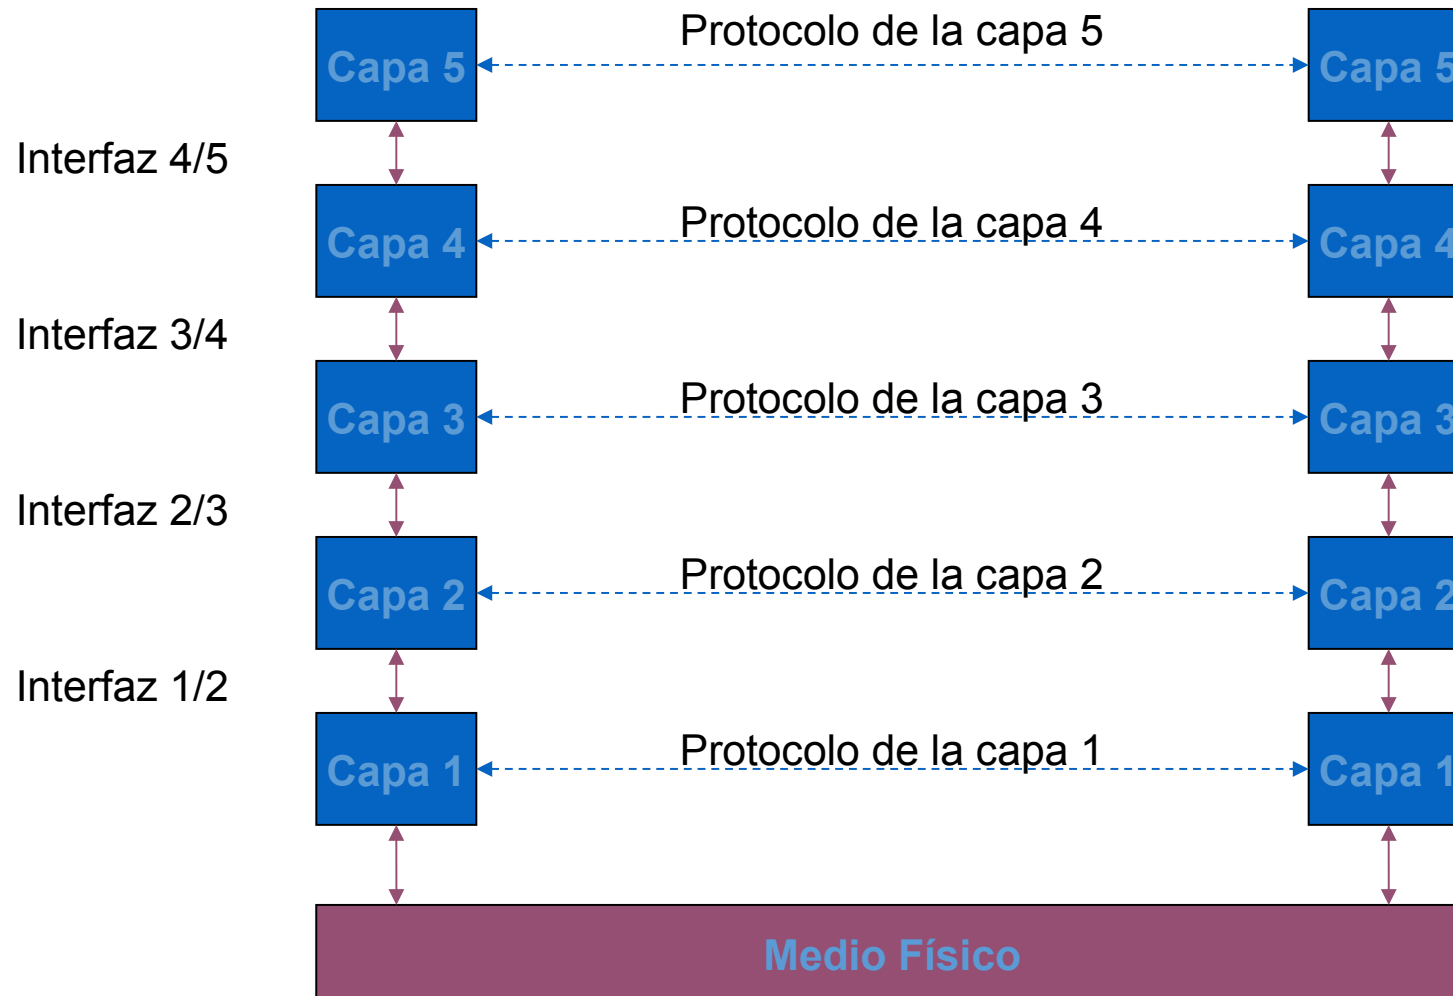 Protocolo de la capa 5
Capa 5
Capa 5
Interfaz 4/5
Protocolo de la capa 4
Capa 4
Capa 4
Interfaz 3/4
Protocolo de la capa 3
Capa 3
Capa 3
Interfaz 2/3
Protocolo de la capa 2
Capa 2
Capa 2
Interfaz 1/2
Protocolo de la capa 1
Capa 1
Capa 1
Medio Físico